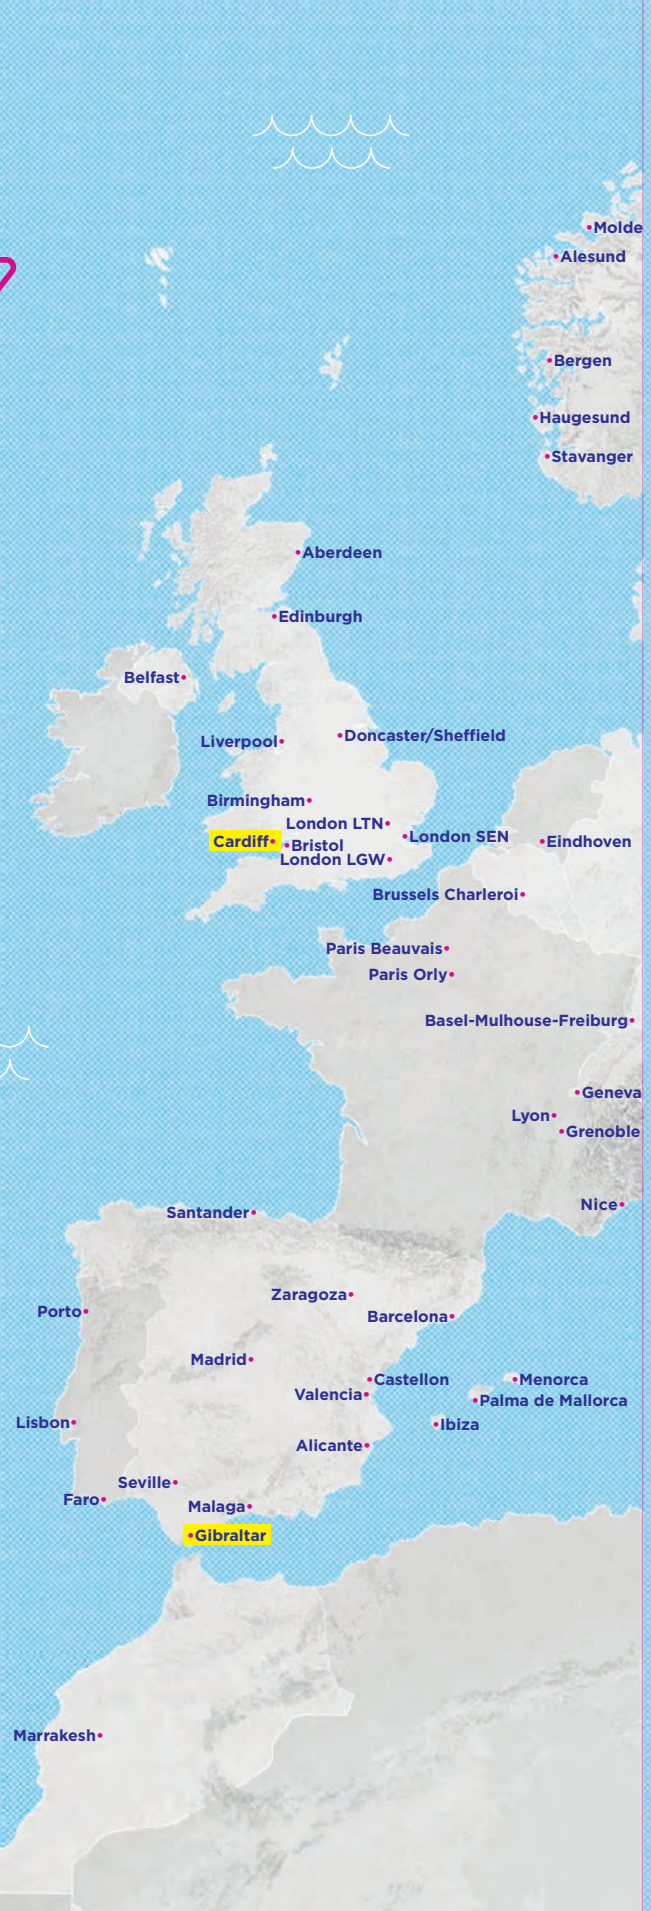 Molde
Alesund
Bergen
Haugesund
Stavanger
Aberdeen
Edinburgh
Belfast
Doncaster/Sheffield
Liverpool
Birmingham
London LTN
London SEN
Cardiff
Bristol
Eindhoven
London LGW
Brussels Charleroi
Paris Beauvais
Paris Orly
Basel-Mulhouse-Freiburg
Geneva
Lyon
Grenoble
Nice
Santander
Zaragoza
Porto
Barcelona
Madrid
Castellon
Menorca
Valencia
Palma de Mallorca
Lisbon
Ibiza
Alicante
Seville
Faro
Malaga
Gibraltar
Marrakesh